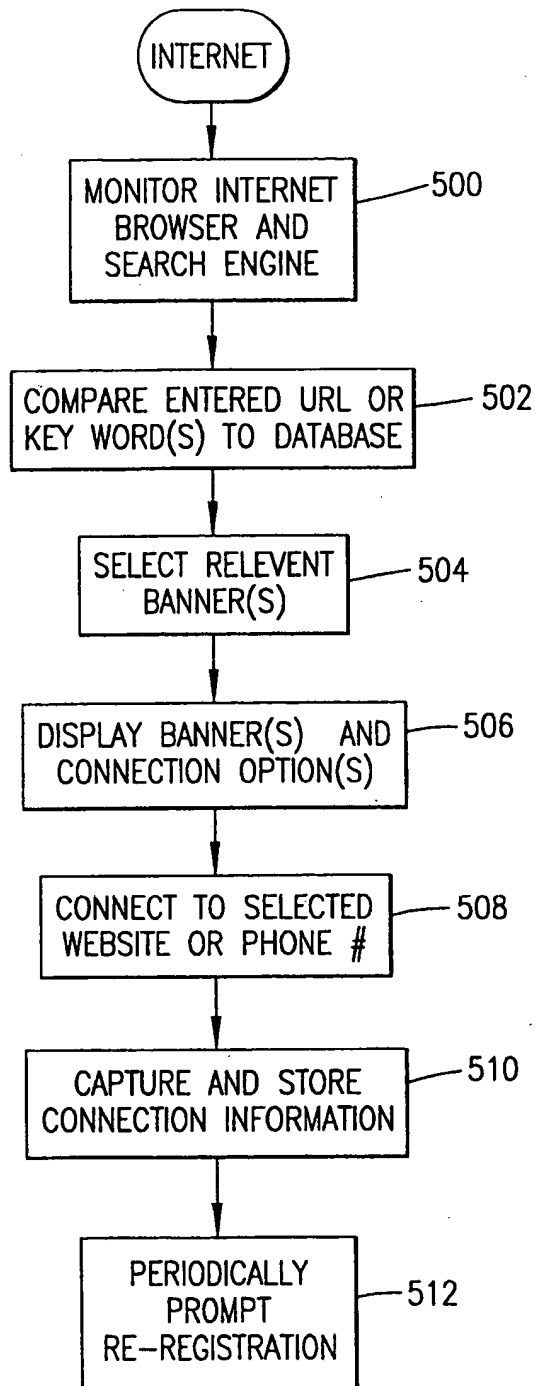 INTERNET
MONITOR INTERNET
BROWSER AND
SEARCH ENGINE
500
COMPARE ENTERED URL OR
KEY WORD(S) TO DATABASE
502
SELECT RELEVENT
BANNER(S)
504
DISPLAY BANNER(S) AND
CONNECTION OPTION(S)
506
CONNECT TO SELECTED
WEBSITE OR PHONE #
508
CAPTURE AND STORE
CONNECTION INFORMATION
510
PERIODICALLY
PROMPT
RE-REGISTRATION
512